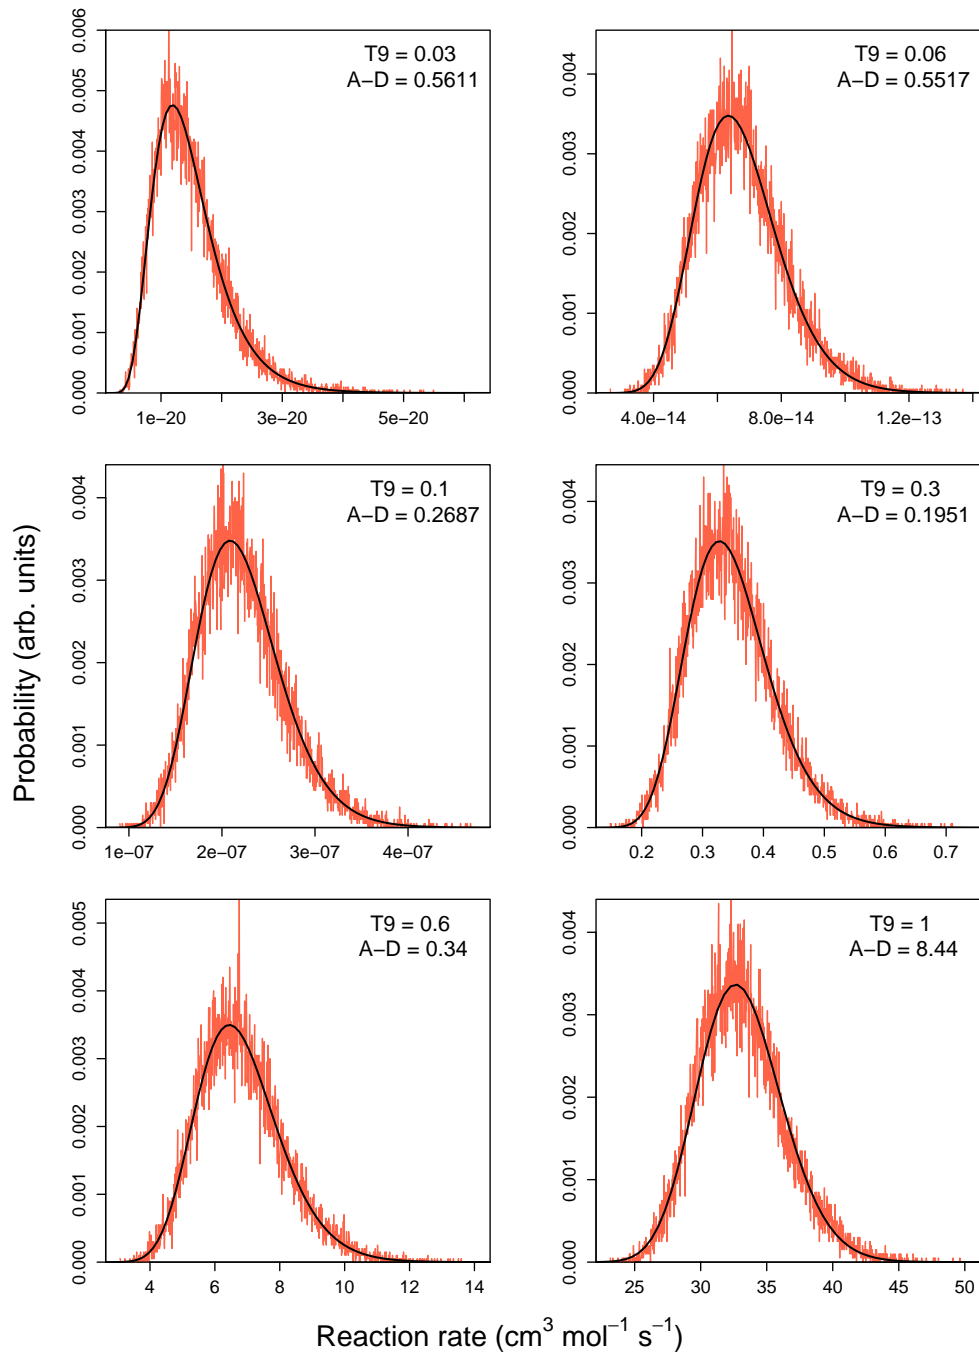 T9 = 0.03
A−D = 0.5611
0.000
0.001
0.002
0.003
0.004
0.005
0.006
1e−20
3e−20
5e−20
T9 = 0.06
A−D = 0.5517
0.000
0.001
0.002
0.003
0.004
4.0e−14
8.0e−14
1.2e−13
T9 = 0.1
A−D = 0.2687
0.000
0.001
0.002
0.003
0.004
1e−07
2e−07
3e−07
4e−07
T9 = 0.3
A−D = 0.1951
0.000
0.001
0.002
0.003
0.004
0.2
0.3
0.4
0.5
0.6
0.7
T9 = 0.6
A−D = 0.34
0.000
0.001
0.002
0.003
0.004
0.005
4
6
8
10
12
14
T9 = 1
A−D = 8.44
0.000
0.001
0.002
0.003
0.004
25
30
35
40
45
50
Probability (arb. units)
Reaction rate (cm³ mol⁻¹ s⁻¹)